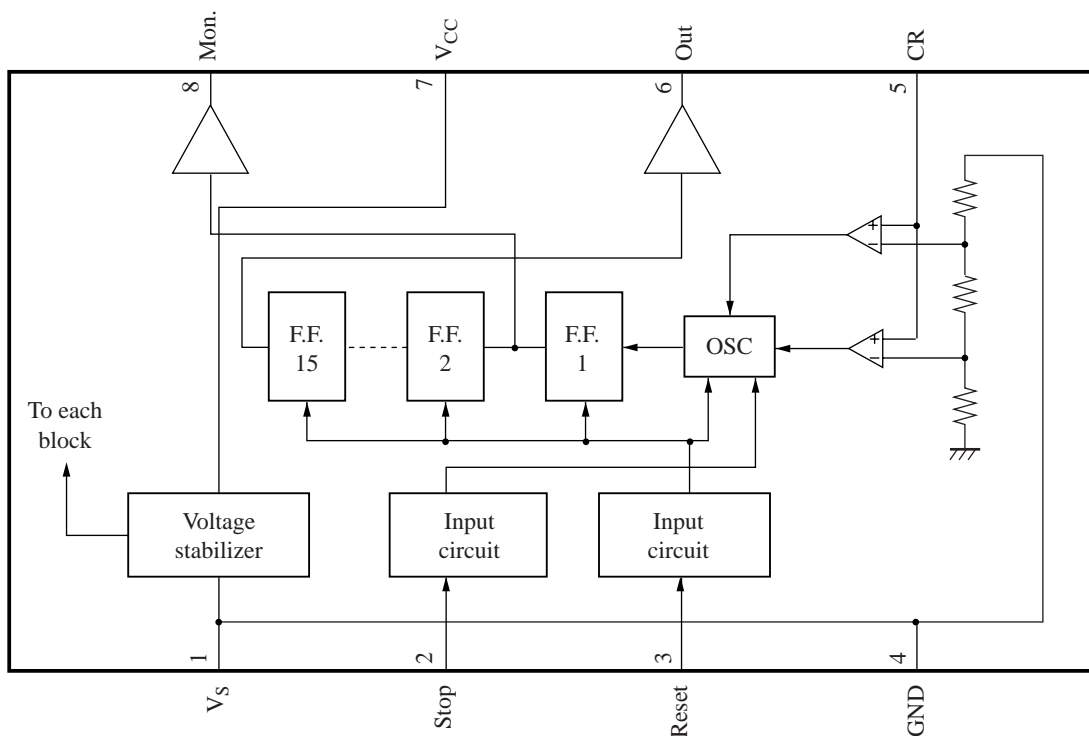 Mon.
VCC
Out
CR
8
7
6
5
+
−
F.F.
15
F.F.
2
F.F.
1
OSC
+
−
To each
block
Voltage
stabilizer
Input
circuit
Input
circuit
1
2
3
4
VS
Stop
Reset
GND